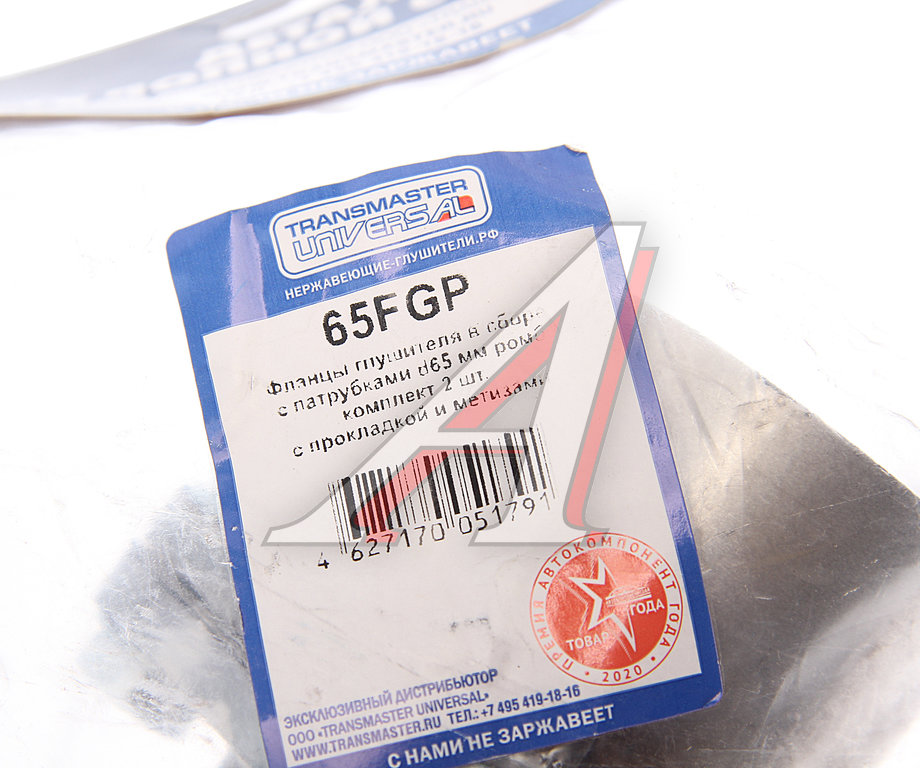 TRANSMASTER
UNIVERSAL
НЕРЖАВЕЮЩИЕ-ГЛУШИТЕЛИ.РФ
65FGP
Фланцы глушителя в сборе
с патрубками d65 мм ромб
комплект 2 шт.
с прокладкой и метизами
4 627170 051791
ПРЕМИЯ АВТОКОМПОНЕНТ ГОДА
ТОВАР
ГОДА
2020
ЭКСКЛЮЗИВНЫЙ ДИСТРИБЬЮТОР
ООО «TRANSMASTER UNIVERSAL»
WWW.TRANSMASTER.RU ТЕЛ.: +7 495 419-18-16
С НАМИ НЕ ЗАРЖАВЕЕТ